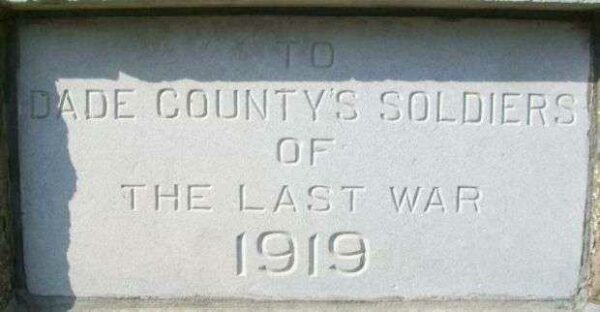 TO
DADE COUNTY'S SOLDIERS
OF
THE LAST WAR
1919